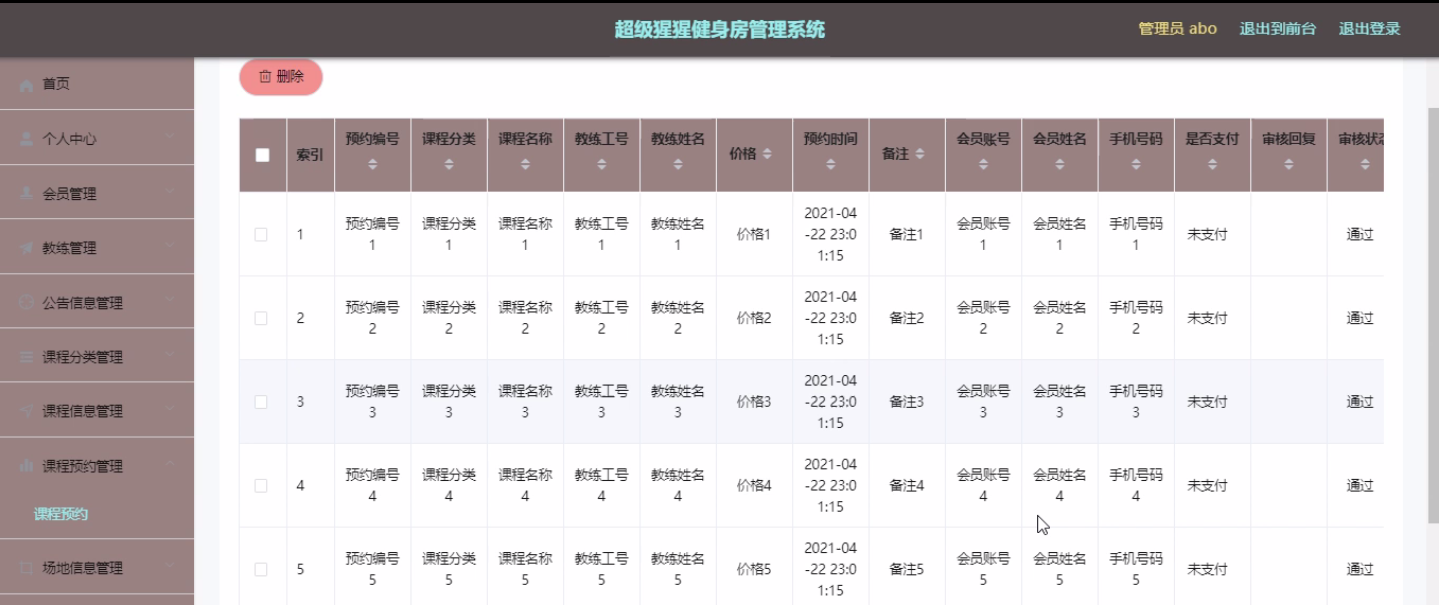 超级猩猩健身房管理系统
管理员 abo
退出到前台
退出登录
首页
个人中心
会员管理
教练管理
公告信息管理
课程分类管理
课程信息管理
课程预约管理
课程预约
场地信息管理
删除
索引 预约编号 课程分类 课程名称 教练工号 教练姓名 价格 预约时间 备注 会员账号 会员姓名 手机号码 是否支付 审核回复 审核状态
1 预约编号1 课程分类1 课程名称1 教练工号1 教练姓名1 价格1 2021-04-22 23:01:15 备注1 会员账号1 会员姓名1 手机号码1 未支付 通过
2 预约编号2 课程分类2 课程名称2 教练工号2 教练姓名2 价格2 2021-04-22 23:01:15 备注2 会员账号2 会员姓名2 手机号码2 未支付 通过
3 预约编号3 课程分类3 课程名称3 教练工号3 教练姓名3 价格3 2021-04-22 23:01:15 备注3 会员账号3 会员姓名3 手机号码3 未支付 通过
4 预约编号4 课程分类4 课程名称4 教练工号4 教练姓名4 价格4 2021-04-22 23:01:15 备注4 会员账号4 会员姓名4 手机号码4 未支付 通过
5 预约编号5 课程分类5 课程名称5 教练工号5 教练姓名5 价格5 2021-04-22 23:01:15 备注5 会员账号5 会员姓名5 手机号码5 未支付 通过